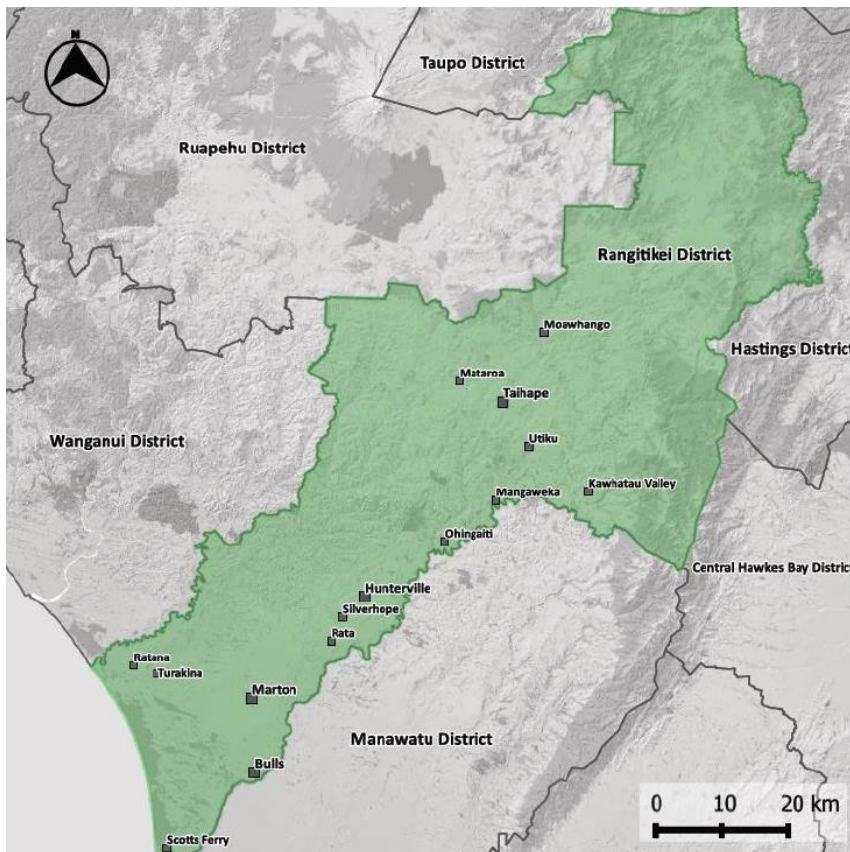 N
Taupo District
Ruapehu District
Rangitikei District
Moawhango
Hastings District
Mataroa
Taihape
Wanganui District
Utiku
Kawhatau Valley
Mangaweka
Ohingaiti
Central Hawkes Bay District
Hunterville
Silverhope
Rata
Ratana
Turakina
Marton
Manawatu District
Bulls
0 10 20 km
Scotts Ferry